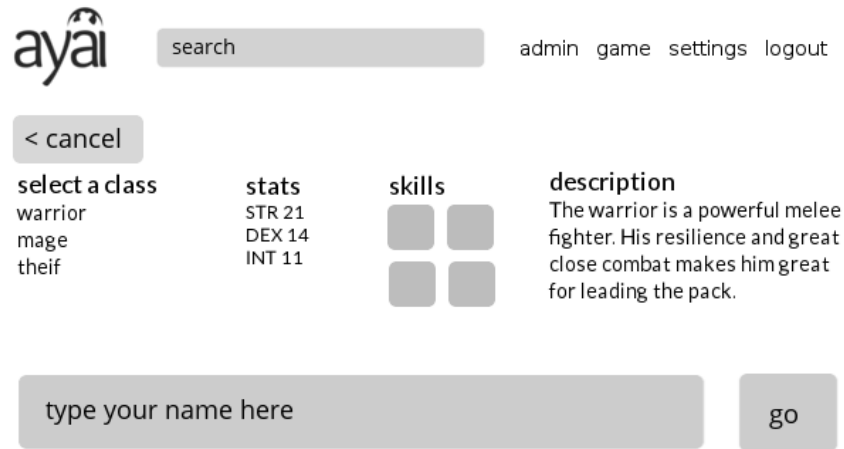 ayai
search
admin game settings logout
< cancel
select a class
warrior
mage
theif
stats
STR 21
DEX 14
INT 11
skills
description
The warrior is a powerful melee
fighter. His resilience and great
close combat makes him great
for leading the pack.
type your name here
go